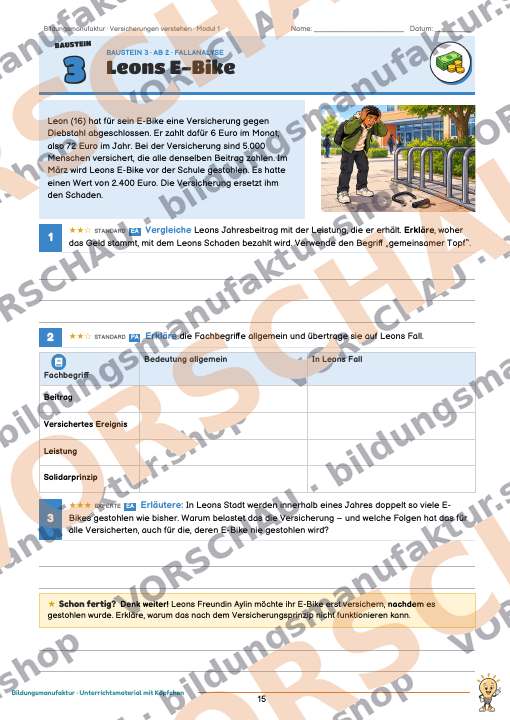 Bildungsmanufaktur · Versicherungen verstehen · Modul 1 Name: Datum:
BAUSTEIN
3
BAUSTEIN 3 · AB 2 · FALLANALYSE
Leons E-Bike
Leon (16) hat für sein E-Bike eine Versicherung gegen
Diebstahl abgeschlossen. Er zahlt dafür 6 Euro im Monat,
also 72 Euro im Jahr. Bei der Versicherung sind 5.000
Menschen versichert, die alle denselben Beitrag zahlen. Im
März wird Leons E-Bike vor der Schule gestohlen. Es hatte
einen Wert von 2.400 Euro. Die Versicherung ersetzt ihm
den Schaden.
1 ★★☆ STANDARD EA Vergleiche Leons Jahresbeitrag mit der Leistung, die er erhält. Erkläre, woher
das Geld stammt, mit dem Leons Schaden bezahlt wird. Verwende den Begriff „gemeinsamer Topf“.
2 ★★☆ STANDARD PA Erkläre die Fachbegriffe allgemein und übertrage sie auf Leons Fall.
Fachbegriff Bedeutung allgemein In Leons Fall
Beitrag
Versichertes Ereignis
Leistung
Solidarprinzip
3 ★★★ EXPERTE EA Erläutere: In Leons Stadt werden innerhalb eines Jahres doppelt so viele E-
Bikes gestohlen wie bisher. Warum belastet das die Versicherung – und welche Folgen hat das für
alle Versicherten, auch für die, deren E-Bike nie gestohlen wird?
★ Schon fertig? Denk weiter! Leons Freundin Aylin möchte ihr E-Bike erst versichern, nachdem es
gestohlen wurde. Erkläre, warum das nach dem Versicherungsprinzip nicht funktionieren kann.
Bildungsmanufaktur · Unterrichtsmaterial mit Köpfchen
15
VORSCHAU · bildungsmanufaktur.shop